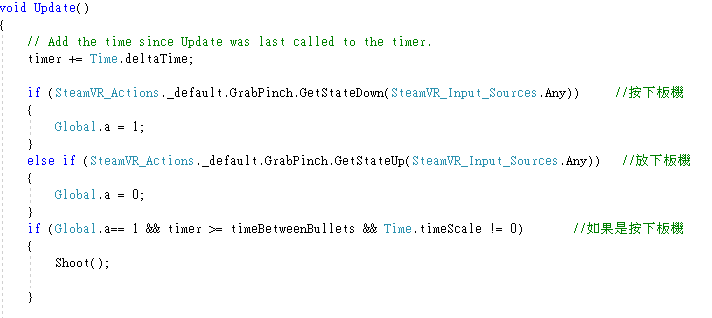 void Update()
{
// Add the time since Update was last called to the timer.
timer += Time.deltaTime;
if (SteamVR_Actions._default.GrabPinch.GetStateDown(SteamVR_Input_Sources.Any)) //按下板機
{
Global.a = 1;
}
else if (SteamVR_Actions._default.GrabPinch.GetStateUp(SteamVR_Input_Sources.Any)) //放下板機
{
Global.a = 0;
}
if (Global.a== 1 && timer >= timeBetweenBullets && Time.timeScale != 0) //如果是按下板機
{
Shoot();
}